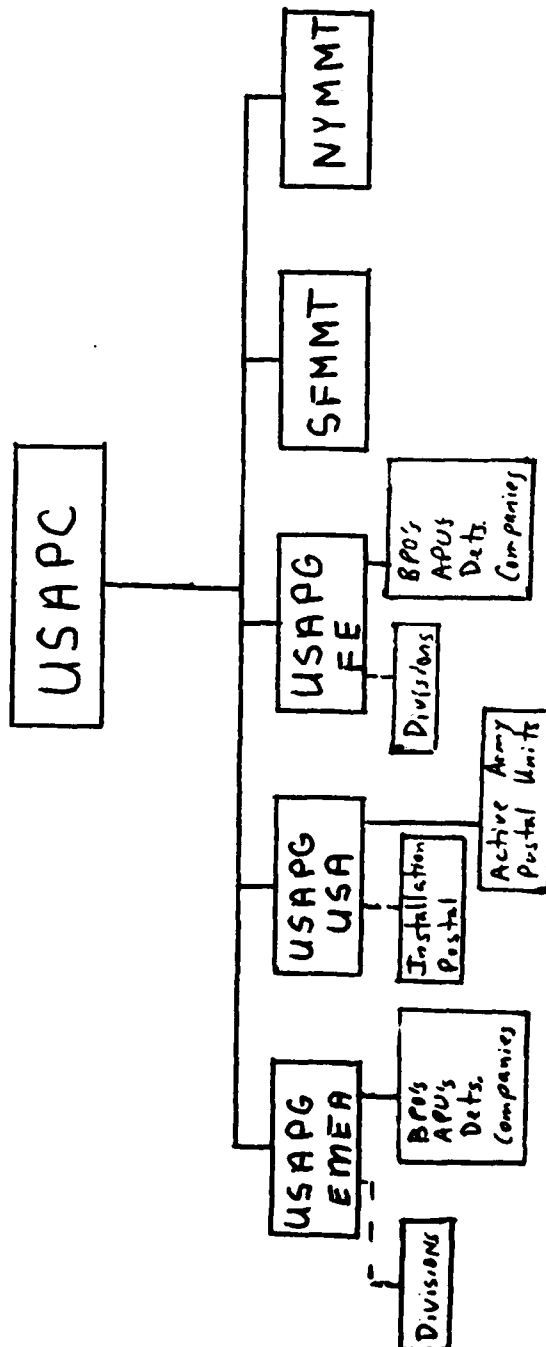 USAPC
USAPG
EMEA
USAPG
USA
USAPG
FE
SFMMT
NYMMT
Divisions
BPO's
APU's
Dets.
Companies
Installation
Postal
Active Army
Postal Units
Divisions
BPO's
APUs
Dets.
Companies